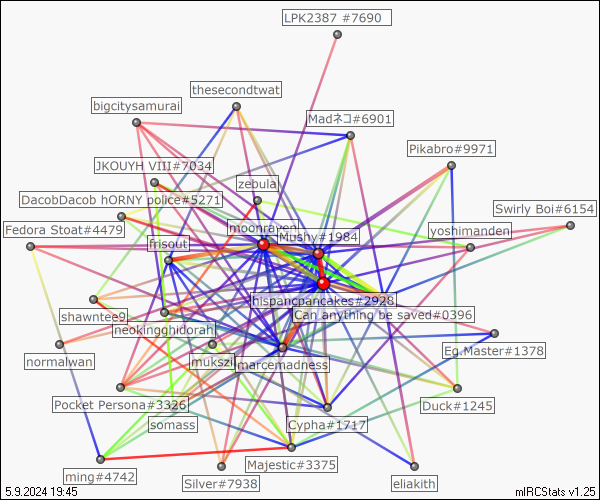 LPK2387 #7690
thesecondtwat
bigcitysamurai
Madネコ#6901
Pikabro#9971
JKOUYH VIII#7034
zebula
DacobDacob hORNY police#5271
Swirly Boi#6154
Fedora Stoat#4479
moonraven
Mushy#1984
yoshimanden
frisout
hispancpancakes#2928
shawntee9
Can anything be saved#0396
neokingghidorah
Eg.Master#1378
normalwan
mukszil
marcemadness
Pocket Persona#3326
Duck#1245
somass
Cypha#1717
Majestic#3375
ming#4742
Silver#7938
eliakith
5.9.2024 19:45
mIRCStats v1.25